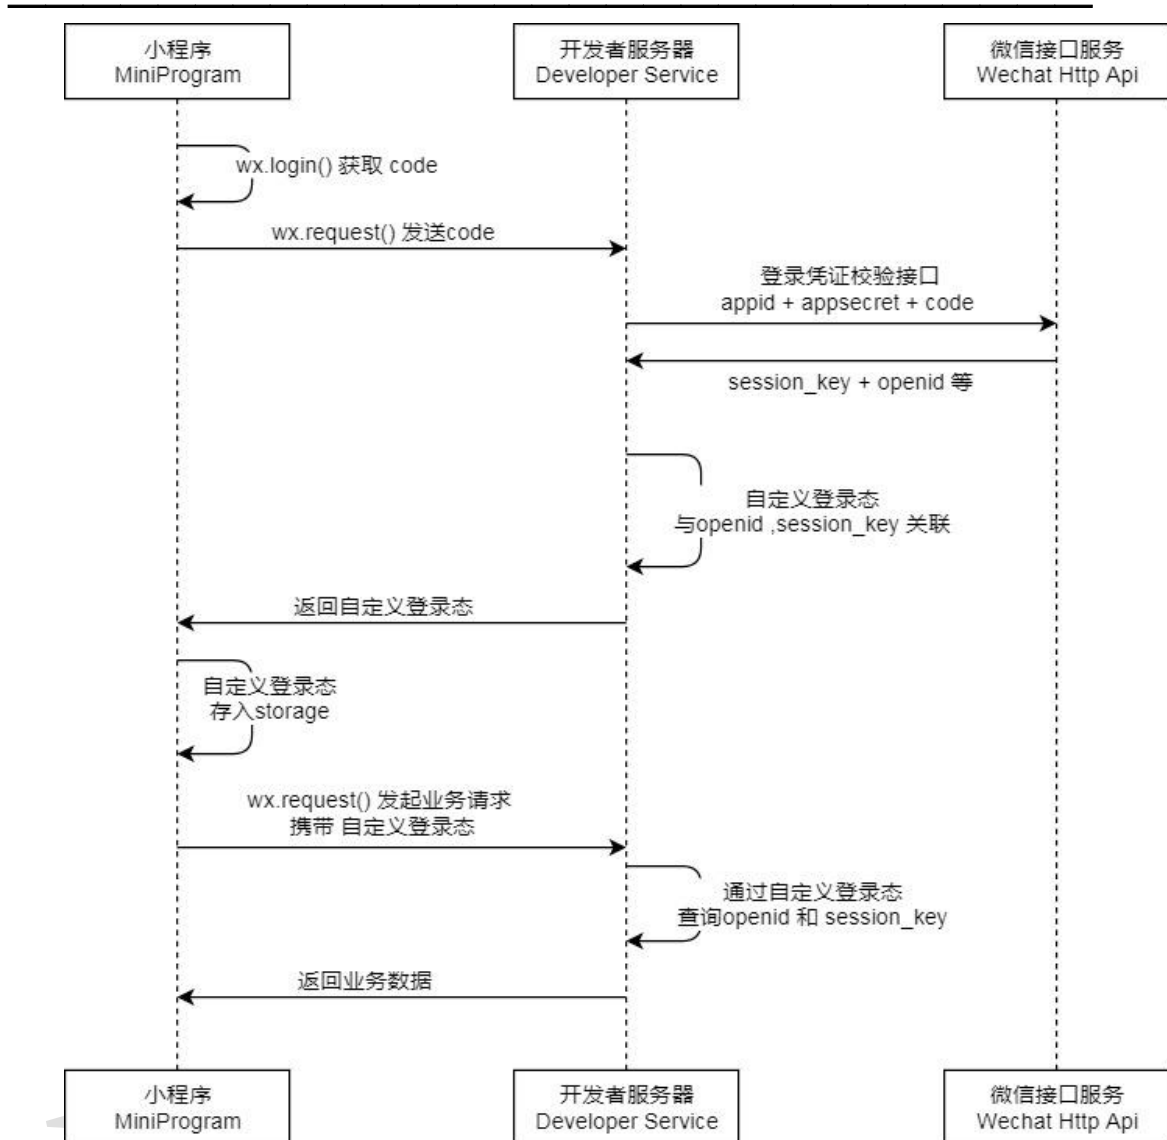 小程序
MiniProgram
开发者服务器
Developer Service
微信接口服务
Wechat Http Api
wx.login() 获取 code
wx.request() 发送code
登录凭证校验接口
appid + appsecret + code
session_key + openid 等
自定义登录态
与openid ,session_key 关联
返回自定义登录态
自定义登录态
存入storage
wx.request() 发起业务请求
携带 自定义登录态
通过自定义登录态
查询openid 和 session_key
返回业务数据
小程序
MiniProgram
开发者服务器
Developer Service
微信接口服务
Wechat Http Api